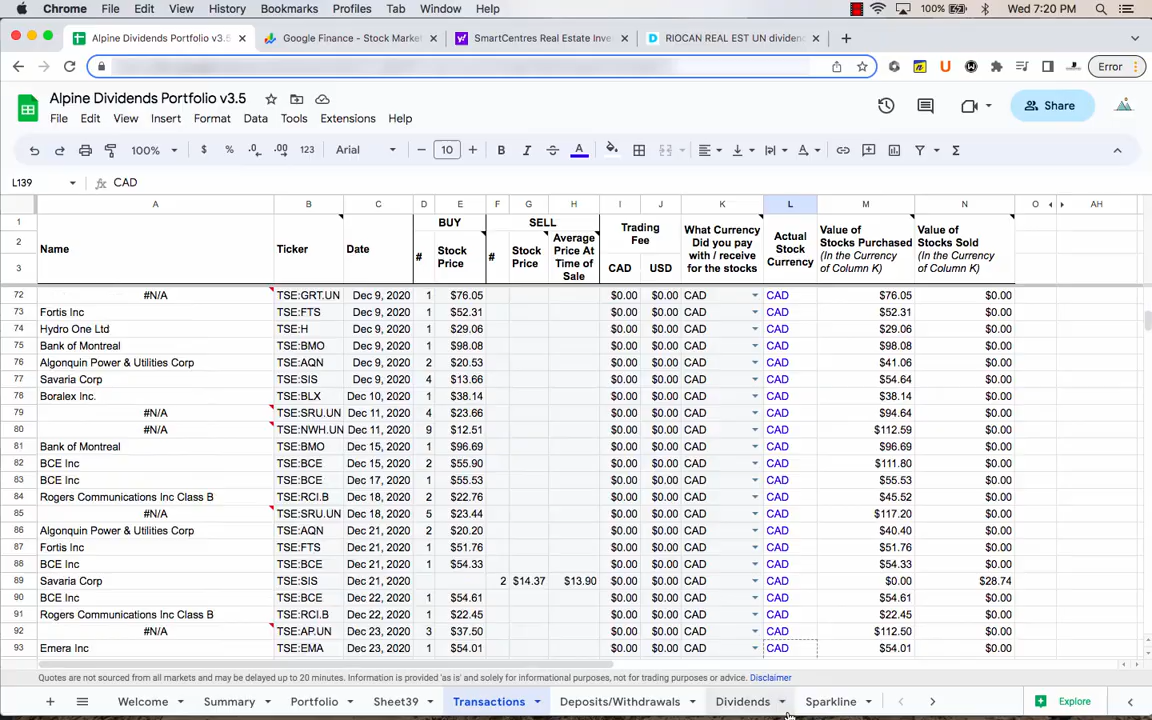 Chrome File Edit View History Bookmarks Profiles Tab Window Help 100% Wed 7:20 PM
Alpine Dividends Portfolio v3.5 Google Finance - Stock Market SmartCentres Real Estate Inve RIOCAN REAL EST UN dividen
Error
Alpine Dividends Portfolio v3.5
File Edit View Insert Format Data Tools Extensions Help
Share
100% $ % .0 .00 123 Arial 10 B I A
L139 fx CAD
A B C D E F G H I J K L M N O AH
1 BUY SELL
2
3
Name
Ticker
Date
#
Stock
Price
#
Stock
Price
Average
Price At
Time of
Sale
Trading
Fee
CAD USD
What Currency
Did you pay
with / receive
for the stocks
Actual
Stock
Currency
Value of
Stocks Purchased
(In the Currency
of Column K)
Value of
Stocks Sold
(In the Currency
of Column K)
72 #N/A TSE:GRT.UN Dec 9, 2020 1 $76.05 $0.00 $0.00 CAD CAD $76.05 $0.00
73 Fortis Inc TSE:FTS Dec 9, 2020 1 $52.31 $0.00 $0.00 CAD CAD $52.31 $0.00
74 Hydro One Ltd TSE:H Dec 9, 2020 1 $29.06 $0.00 $0.00 CAD CAD $29.06 $0.00
75 Bank of Montreal TSE:BMO Dec 9, 2020 1 $98.08 $0.00 $0.00 CAD CAD $98.08 $0.00
76 Algonquin Power & Utilities Corp TSE:AQN Dec 9, 2020 2 $20.53 $0.00 $0.00 CAD CAD $41.06 $0.00
77 Savaria Corp TSE:SIS Dec 9, 2020 4 $13.66 $0.00 $0.00 CAD CAD $54.64 $0.00
78 Boralex Inc. TSE:BLX Dec 10, 2020 1 $38.14 $0.00 $0.00 CAD CAD $38.14 $0.00
79 #N/A TSE:SRU.UN Dec 11, 2020 4 $23.66 $0.00 $0.00 CAD CAD $94.64 $0.00
80 #N/A TSE:NWH.UN Dec 11, 2020 9 $12.51 $0.00 $0.00 CAD CAD $112.59 $0.00
81 Bank of Montreal TSE:BMO Dec 15, 2020 1 $96.69 $0.00 $0.00 CAD CAD $96.69 $0.00
82 BCE Inc TSE:BCE Dec 15, 2020 2 $55.90 $0.00 $0.00 CAD CAD $111.80 $0.00
83 BCE Inc TSE:BCE Dec 17, 2020 1 $55.53 $0.00 $0.00 CAD CAD $55.53 $0.00
84 Rogers Communications Inc Class B TSE:RCI.B Dec 18, 2020 2 $22.76 $0.00 $0.00 CAD CAD $45.52 $0.00
85 #N/A TSE:SRU.UN Dec 18, 2020 5 $23.44 $0.00 $0.00 CAD CAD $117.20 $0.00
86 Algonquin Power & Utilities Corp TSE:AQN Dec 21, 2020 2 $20.20 $0.00 $0.00 CAD CAD $40.40 $0.00
87 Fortis Inc TSE:FTS Dec 21, 2020 1 $51.76 $0.00 $0.00 CAD CAD $51.76 $0.00
88 BCE Inc TSE:BCE Dec 21, 2020 1 $54.33 $0.00 $0.00 CAD CAD $54.33 $0.00
89 Savaria Corp TSE:SIS Dec 21, 2020 2 $14.37 $13.90 $0.00 $0.00 CAD CAD $0.00 $28.74
90 BCE Inc TSE:BCE Dec 22, 2020 1 $54.61 $0.00 $0.00 CAD CAD $54.61 $0.00
91 Rogers Communications Inc Class B TSE:RCI.B Dec 22, 2020 1 $22.45 $0.00 $0.00 CAD CAD $22.45 $0.00
92 #N/A TSE:AP.UN Dec 23, 2020 3 $37.50 $0.00 $0.00 CAD CAD $112.50 $0.00
93 Emera Inc TSE:EMA Dec 23, 2020 1 $54.01 $0.00 $0.00 CAD CAD $54.01 $0.00
Quotes are not sourced from all markets and may be delayed up to 20 minutes. Information is provided 'as is' and solely for informational purposes, not for trading purposes or advice. Disclaimer
Welcome Summary Portfolio Sheet39 Transactions Deposits/Withdrawals Dividends Sparkline Explore